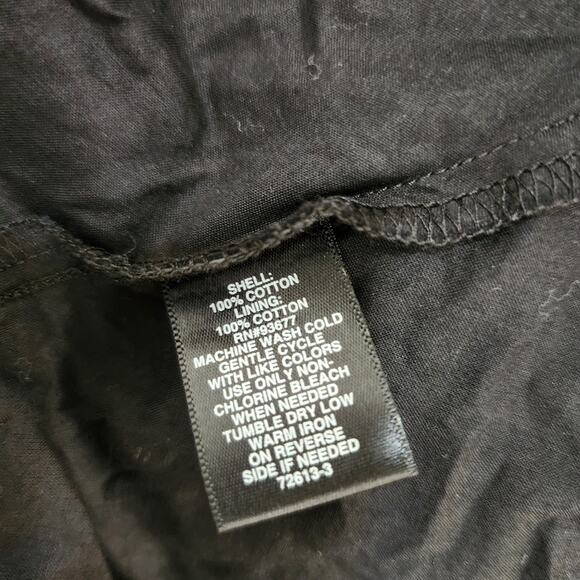 SHELL:
100% COTTON
LINING:
100% COTTON
RN#93677
MACHINE WASH COLD
GENTLE CYCLE
WITH LIKE COLORS
USE ONLY NON-
CHLORINE BLEACH
WHEN NEEDED
TUMBLE DRY LOW
WARM IRON
ON REVERSE
SIDE IF NEEDED
72613-3